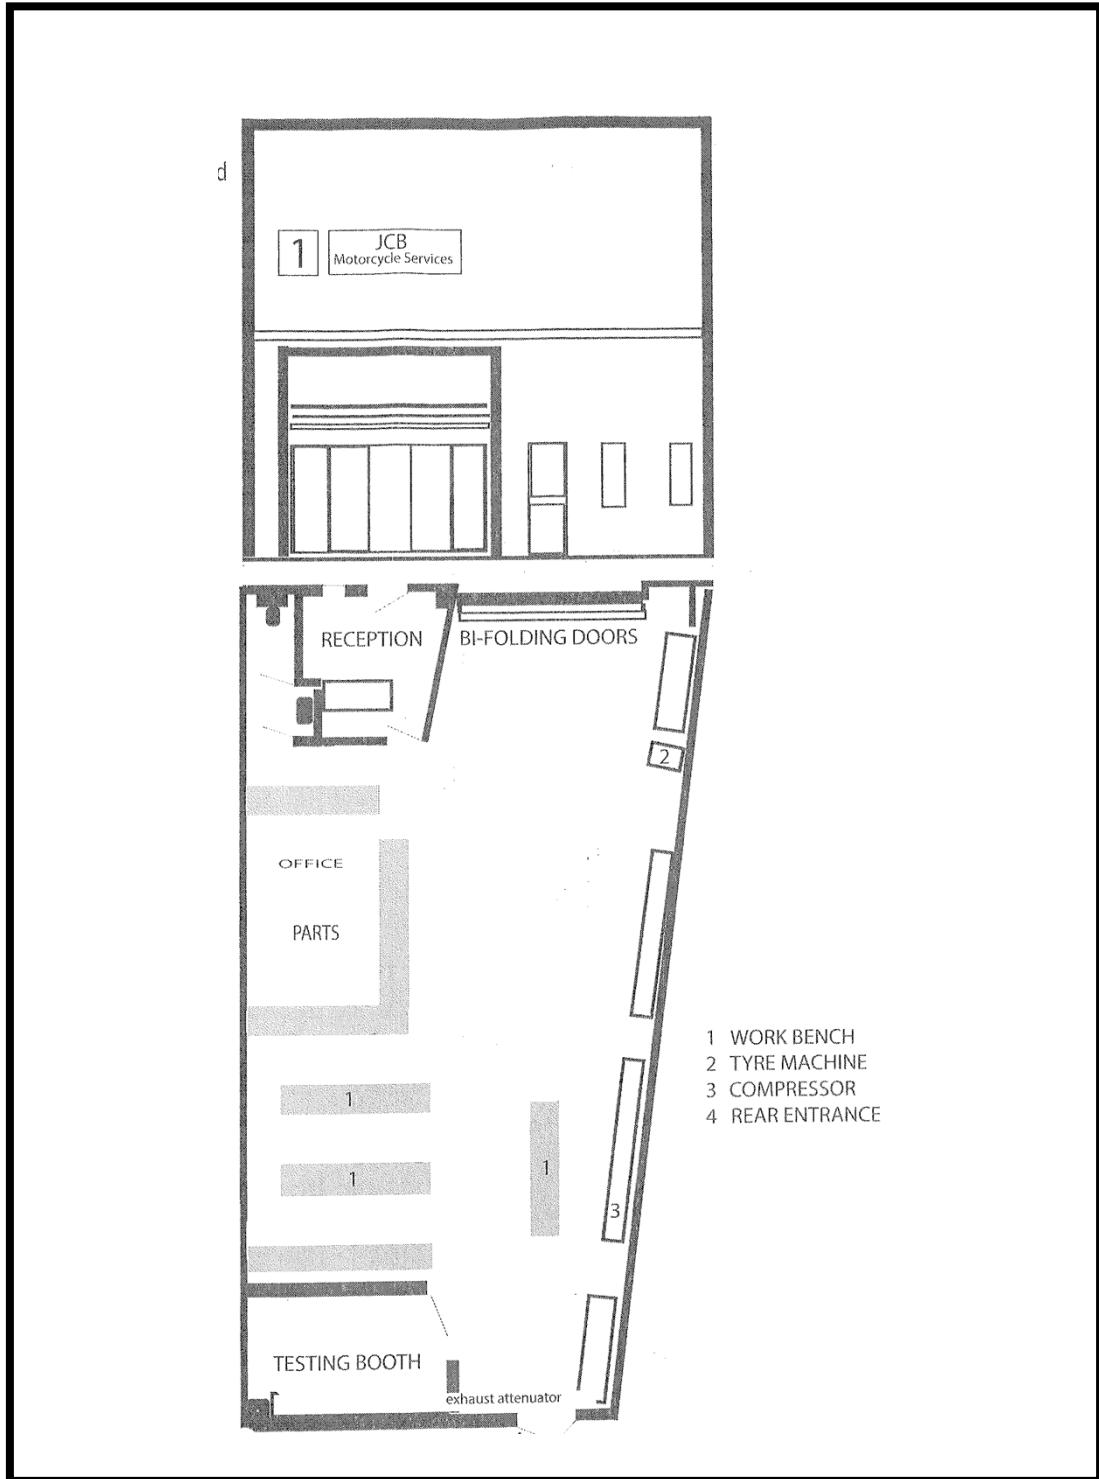 d
1
JCB
Motorcycle Services
RECEPTION
BI-FOLDING DOORS
2
OFFICE
PARTS
1 WORK BENCH
2 TYRE MACHINE
3 COMPRESSOR
4 REAR ENTRANCE
1
1
1
3
TESTING BOOTH
exhaust attenuator